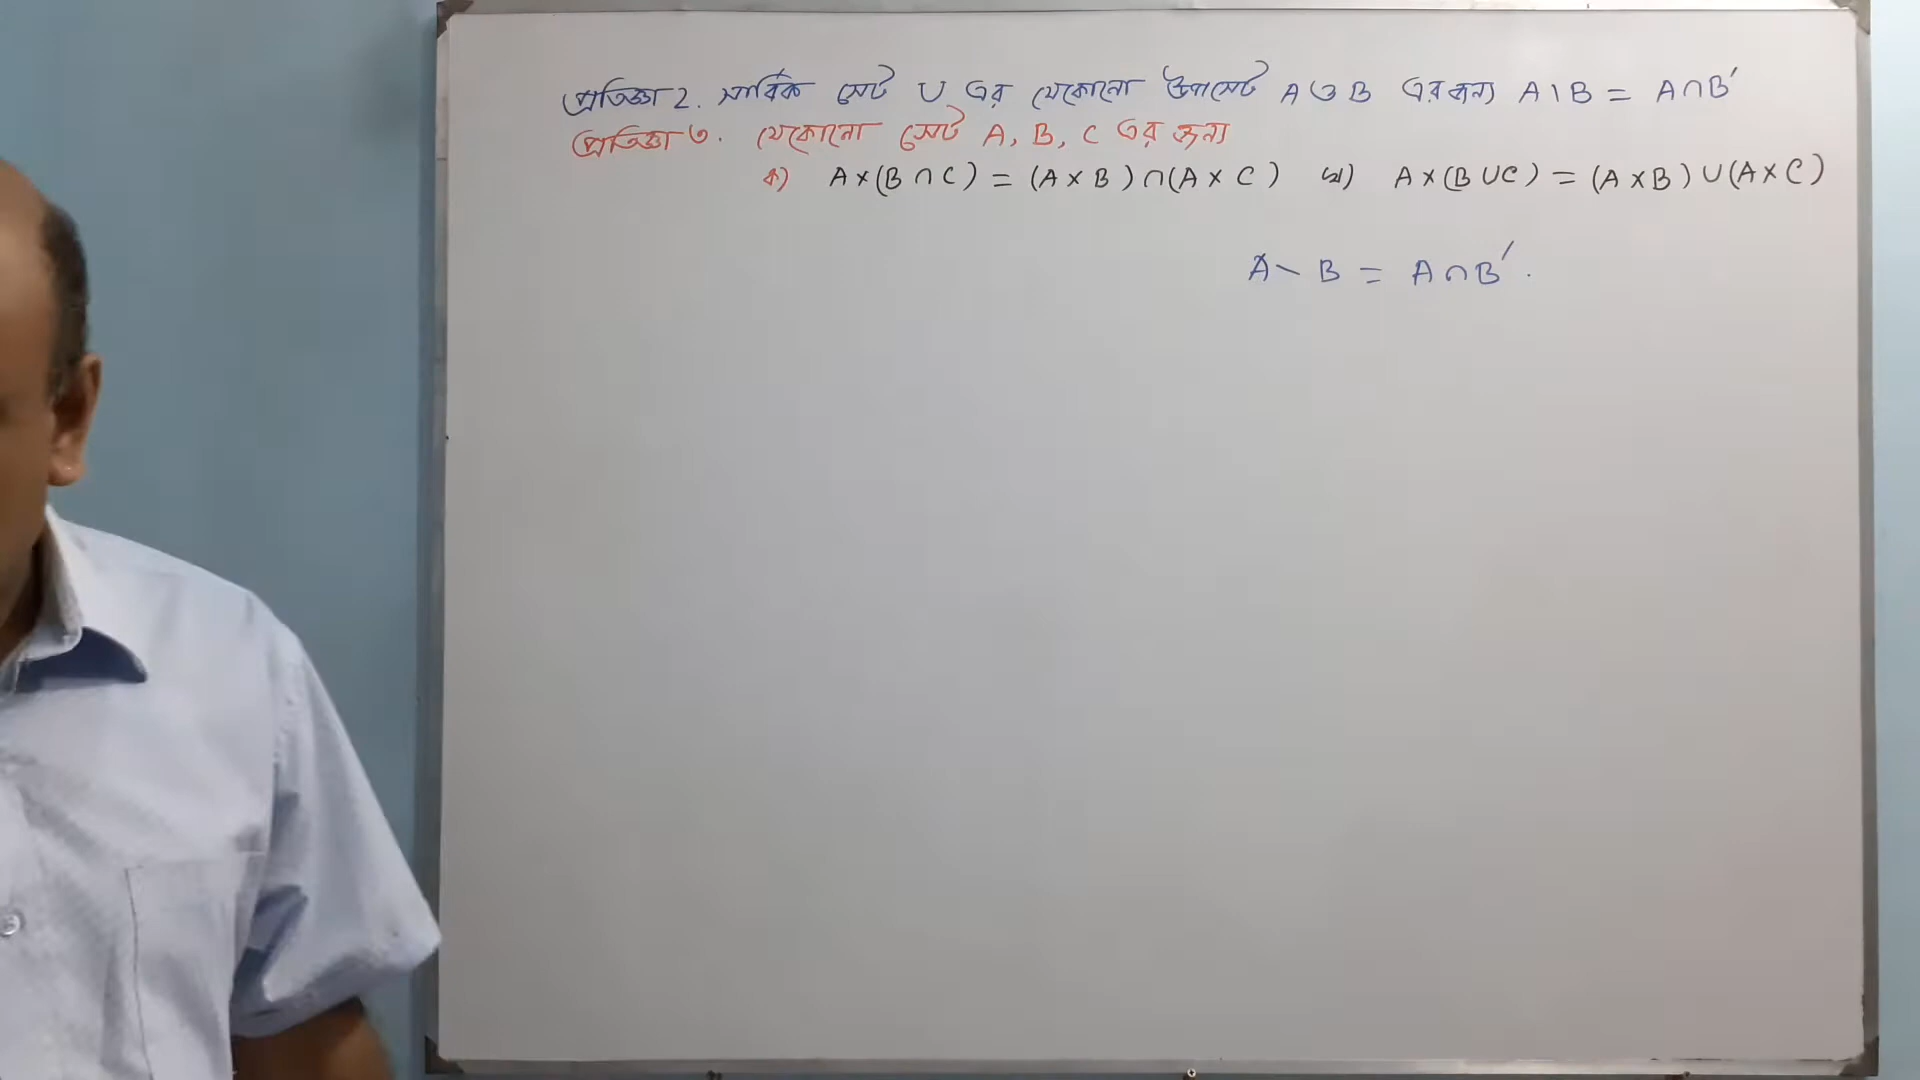 প্রতিজ্ঞা 2. সার্বিক সেট U এর যেকোনো উপসেট A ও B এর জন্য A \ B = A ∩ B′
প্রতিজ্ঞা ৩. যেকোনো সেট A, B, C এর জন্য
ক) A × (B ∩ C) = (A × B) ∩ (A × C) খ) A × (B ∪ C) = (A × B) ∪ (A × C)
A \ B = A ∩ B′.